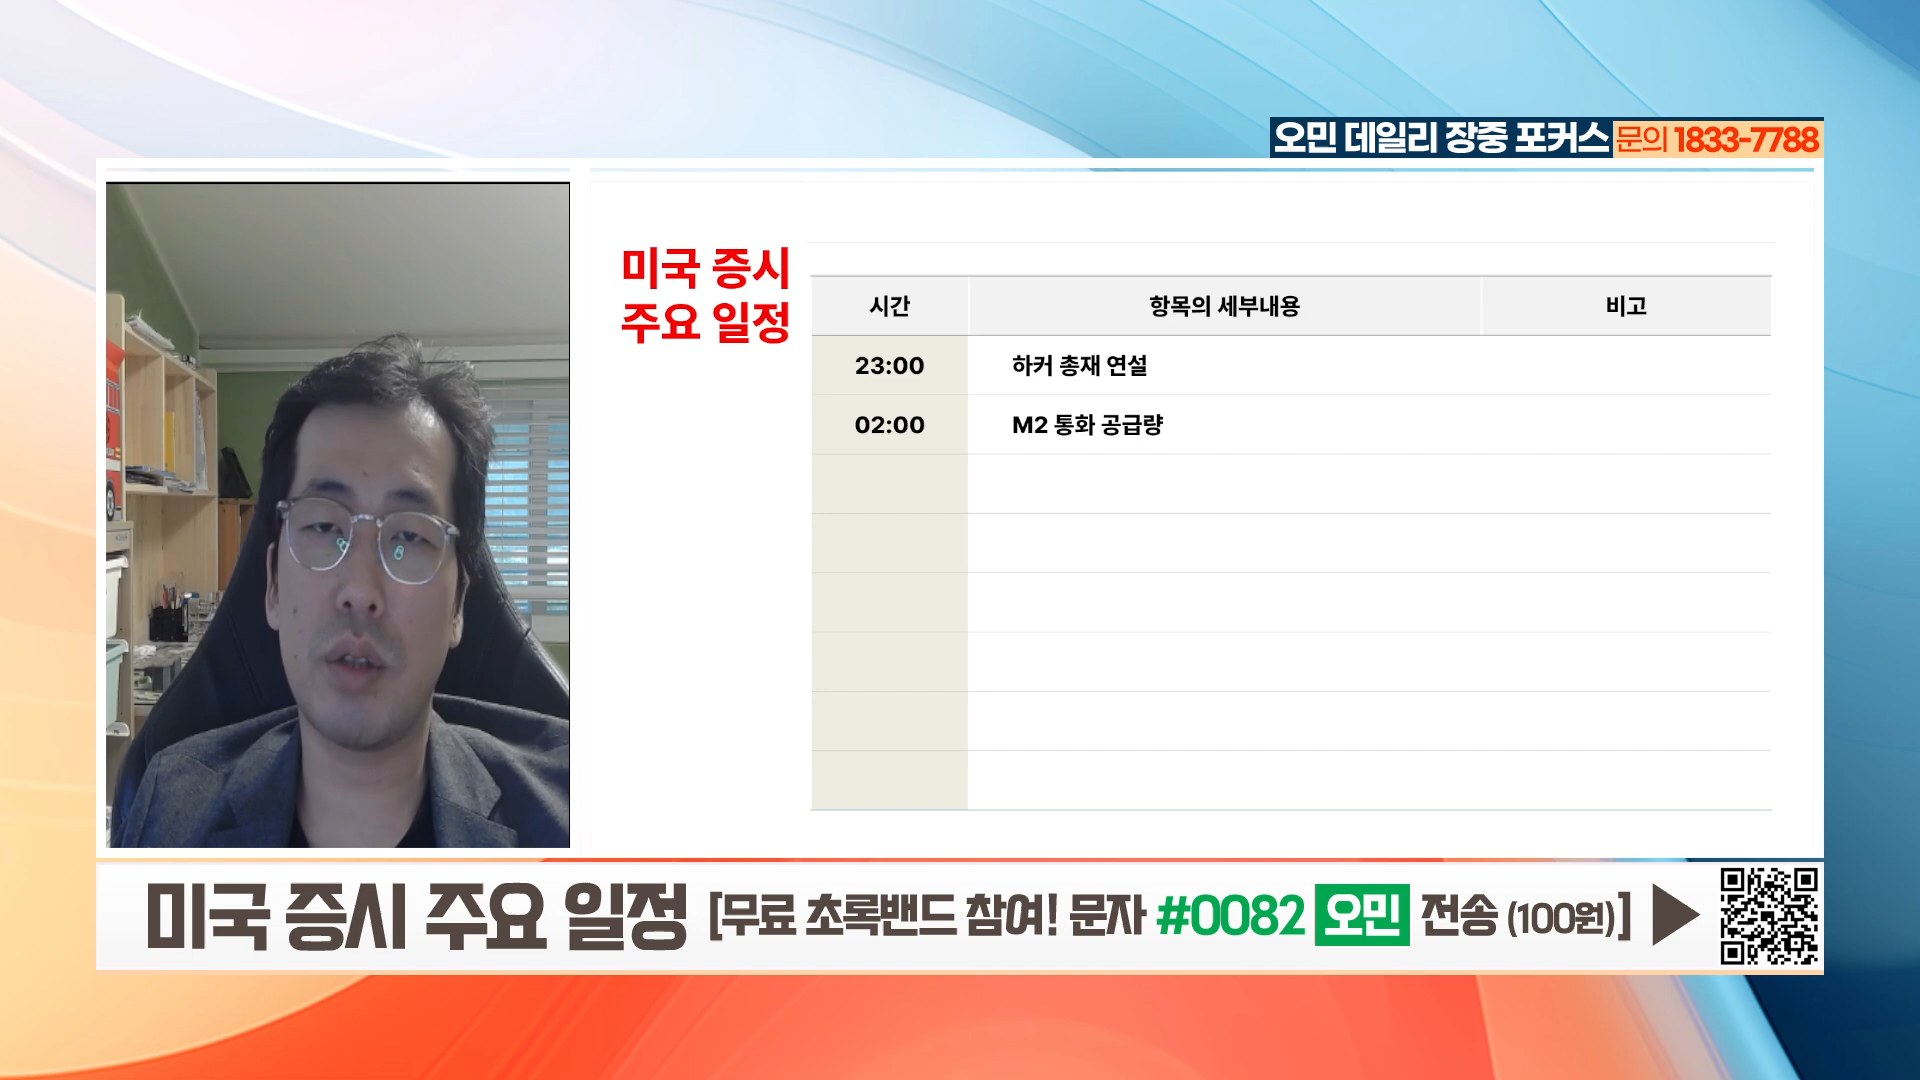 오민 데일리 장중 포커스 문의 1833-7788
미국 증시
주요 일정
시간 항목의 세부내용 비고
23:00 하커 총재 연설
02:00 M2 통화 공급량
미국 증시 주요 일정 [무료 초록밴드 참여! 문자 #0082 오민 전송 (100원)]